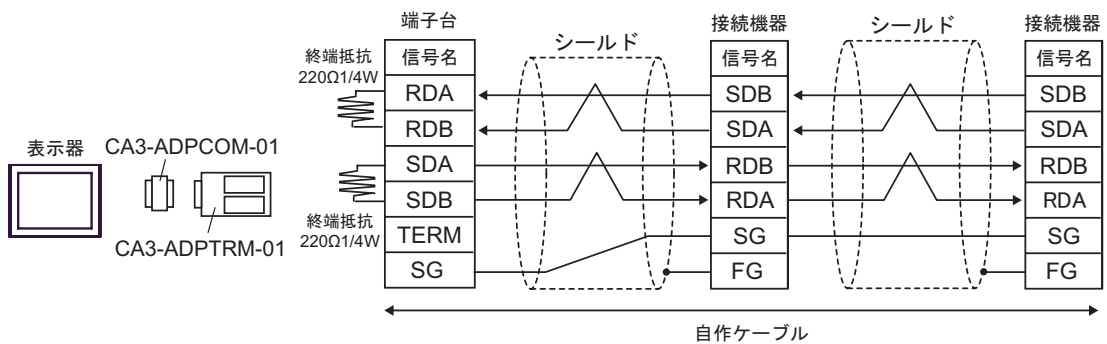 端子台
接続機器
接続機器
シールド
シールド
終端抵抗
220Ω1/4W
信号名
信号名
信号名
RDA
SDB
SDB
RDB
SDA
SDA
表示器
CA3-ADPCOM-01
SDA
RDB
RDB
SDB
RDA
RDA
終端抵抗
220Ω1/4W
CA3-ADPTRM-01
TERM
SG
SG
SG
FG
FG
自作ケーブル